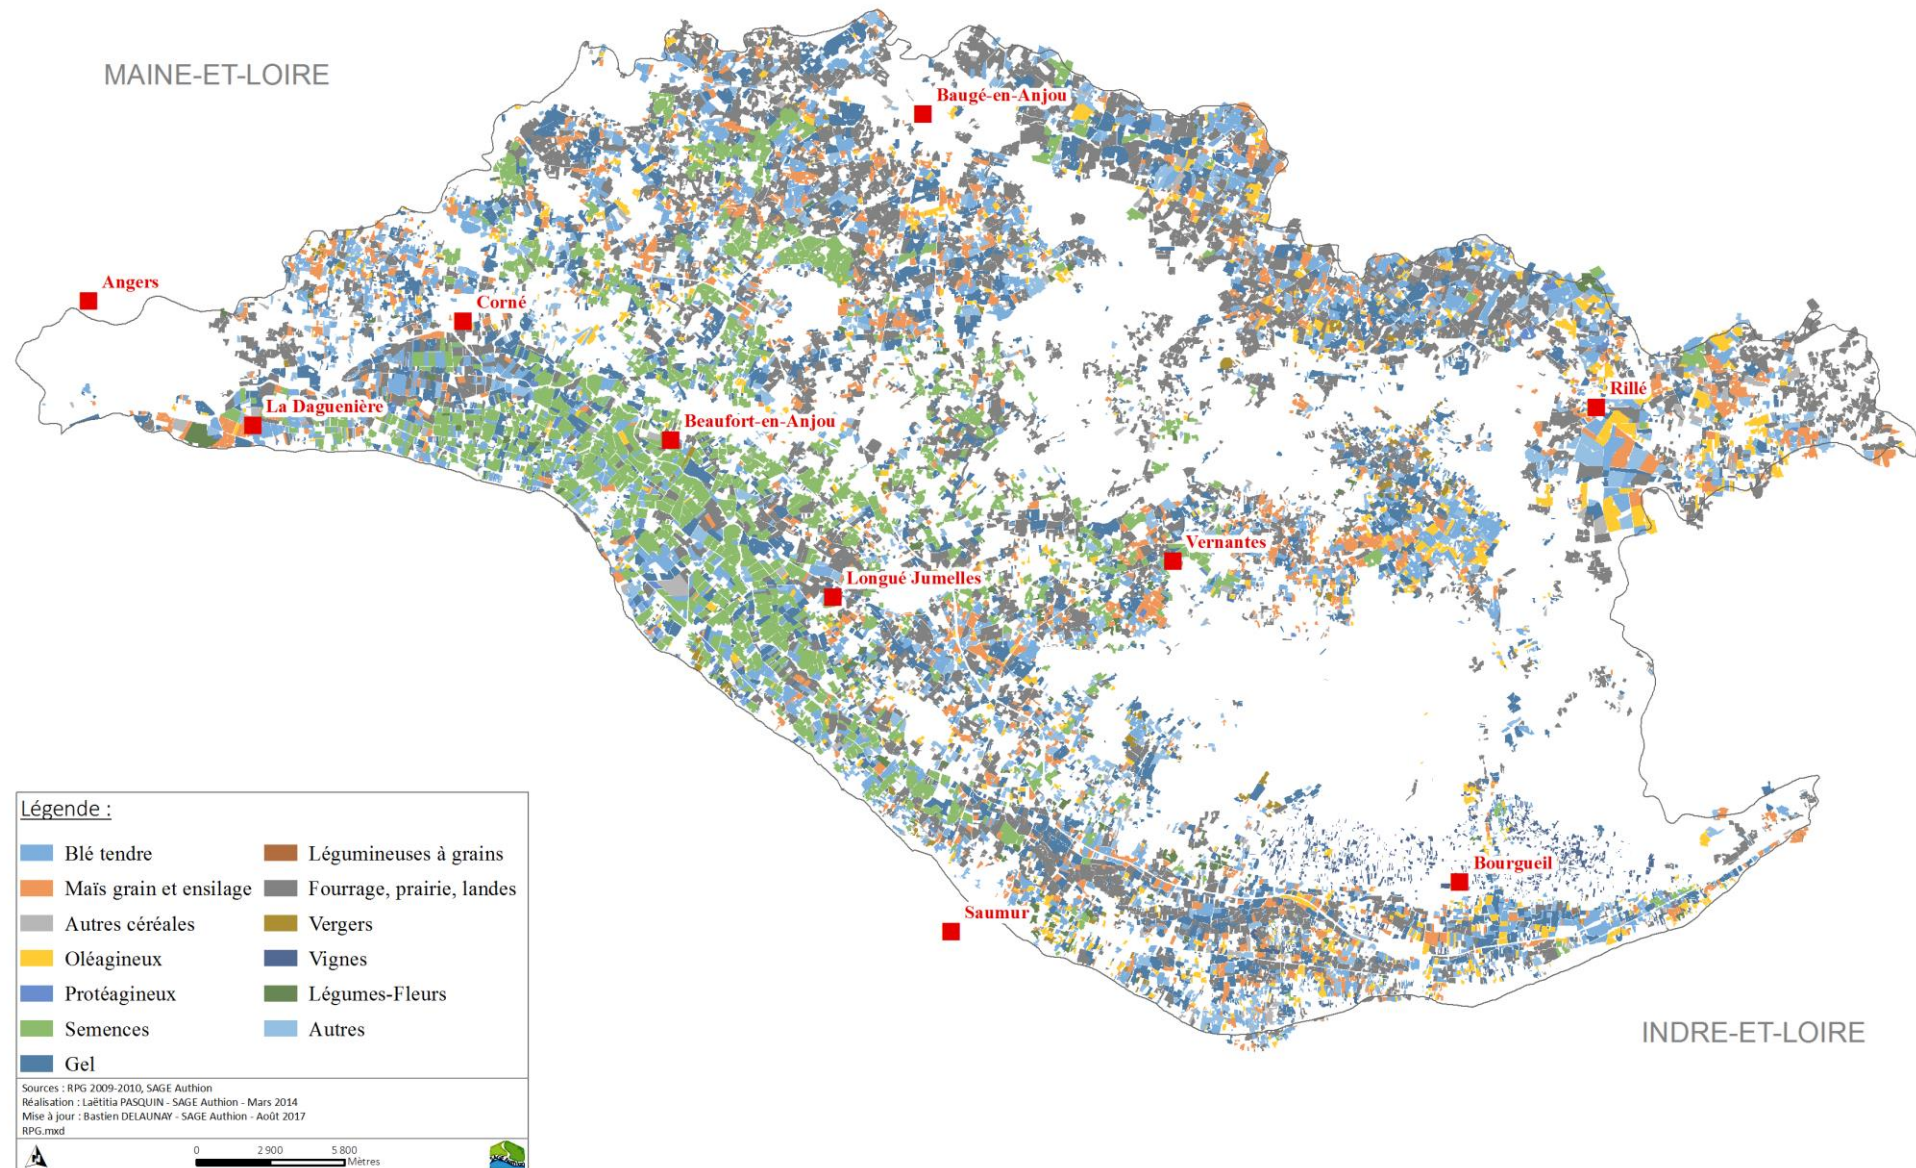 MAINE-ET-LOIRE
Baugé-en-Anjou
Angers
Corné
La Daguenière
Beaufort-en-Anjou
Rillé
Vernantes
Longué Jumelles
Bourgueil
Saumur
INDRE-ET-LOIRE
Légende :
Blé tendre
Maïs grain et ensilage
Autres céréales
Oléagineux
Protéagineux
Semences
Gel
Légumineuses à grains
Fourrage, prairie, landes
Vergers
Vignes
Légumes-Fleurs
Autres
Sources : RPG 2009-2010, SAGE Authion
Réalisation : Laëtitia PASQUIN - SAGE Authion - Mars 2014
Mise à jour : Bastien DELAUNAY - SAGE Authion - Août 2017
RPG.mxd
0 2 900 5 800
Mètres